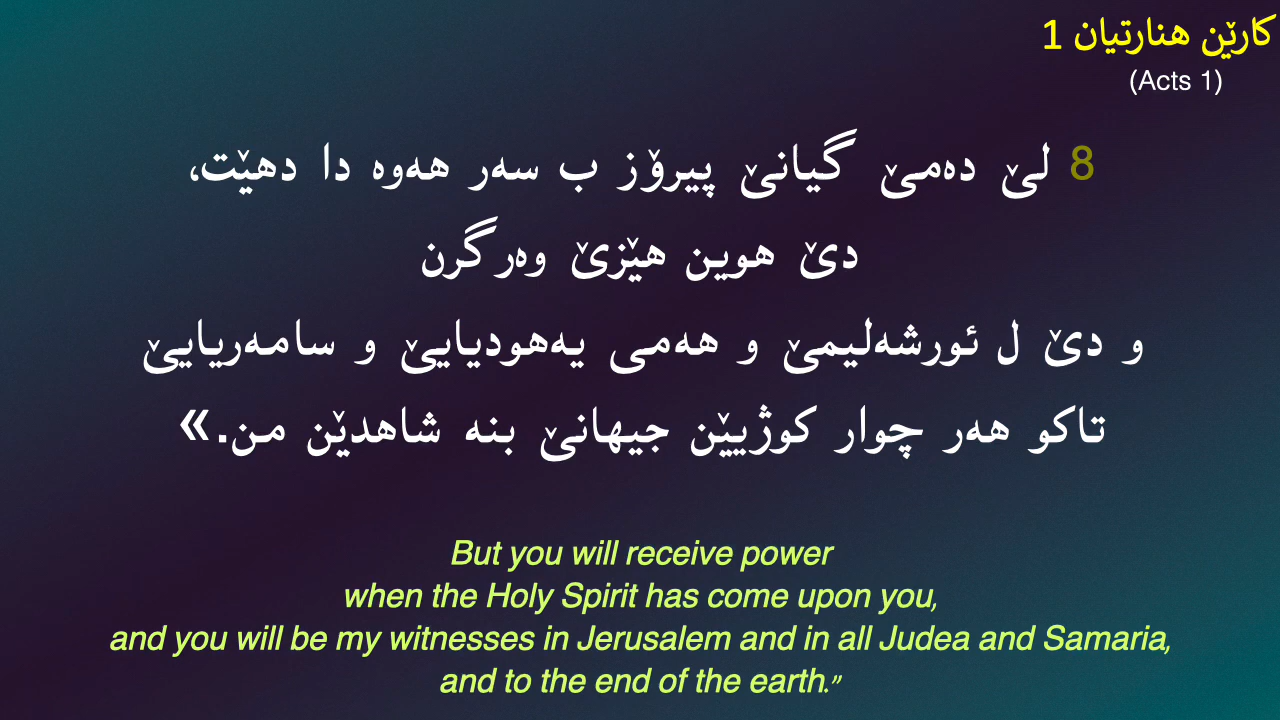 کارێن هنارتیان 1
(Acts 1)
8 لێ دەمێ گیانێ پیرۆز ب سەر هەوە دا دهێت،
دێ هوین هێزێ وەرگرن
و دێ ل ئورشەلیمێ و هەمی یەهودیایێ و سامەریایێ
تاکو هەر چوار کوژیێن جیهانێ بنە شاهدێن من.»
But you will receive power
when the Holy Spirit has come upon you,
and you will be my witnesses in Jerusalem and in all Judea and Samaria,
and to the end of the earth.”